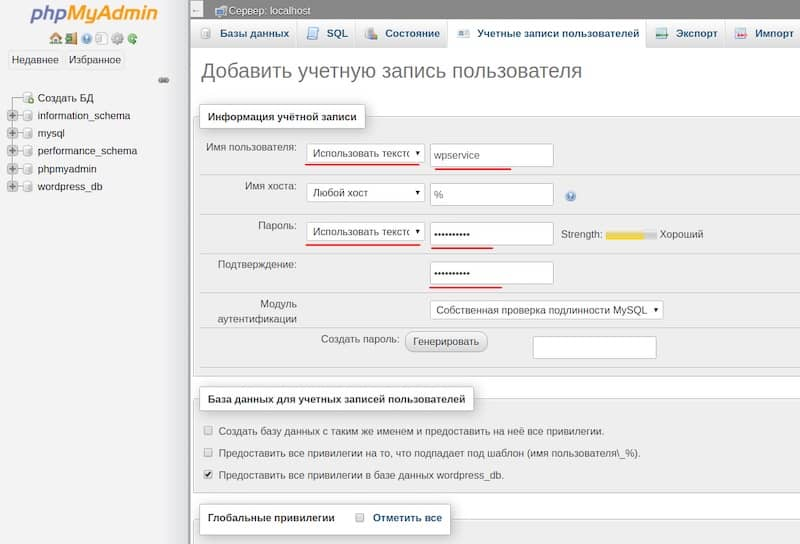 phpMyAdmin
Недавнее Избранное
Создать БД
information_schema
mysql
performance_schema
phpmyadmin
wordpress_db
← Сервер: localhost
Базы данных SQL Состояние Учетные записи пользователей Экспорт Импорт
Добавить учетную запись пользователя
Информация учётной записи
Имя пользователя: Использовать текстс wpservice
Имя хоста: Любой хост %
Пароль: Использовать текстс •••••••••• Strength: Хороший
Подтверждение: ••••••••••
Модуль
аутентификации Собственная проверка подлинности MySQL
Создать пароль: Генерировать
База данных для учетных записей пользователей
Создать базу данных с таким же именем и предоставить на неё все привилегии.
Предоставить все привилегии на то, что подпадает под шаблон (имя пользователя\_%).
Предоставить все привилегии в базе данных wordpress_db.
Глобальные привилегии Отметить все